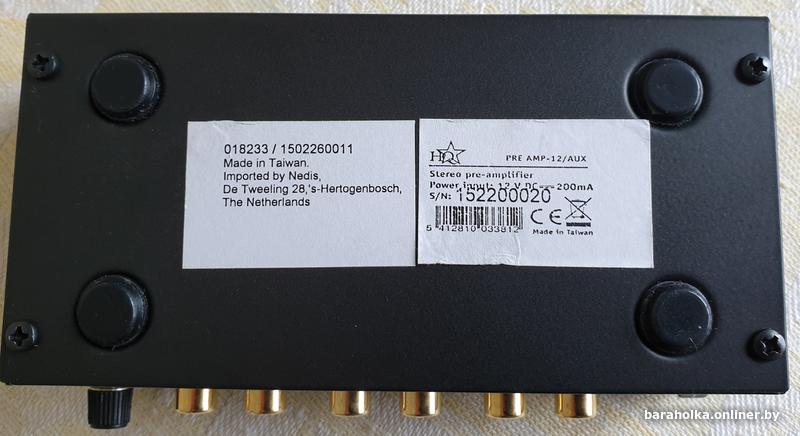 018233 / 1502260011
Made in Taiwan.
Imported by Nedis,
De Tweeling 28,'s-Hertogenbosch,
The Netherlands
HQ PRE AMP-12/AUX
Stereo pre-amplifier
Power input: 12 V DC 200mA
S/N: 152200020
CE
5 412810 033812
Made in Taiwan
baraholka.onliner.by